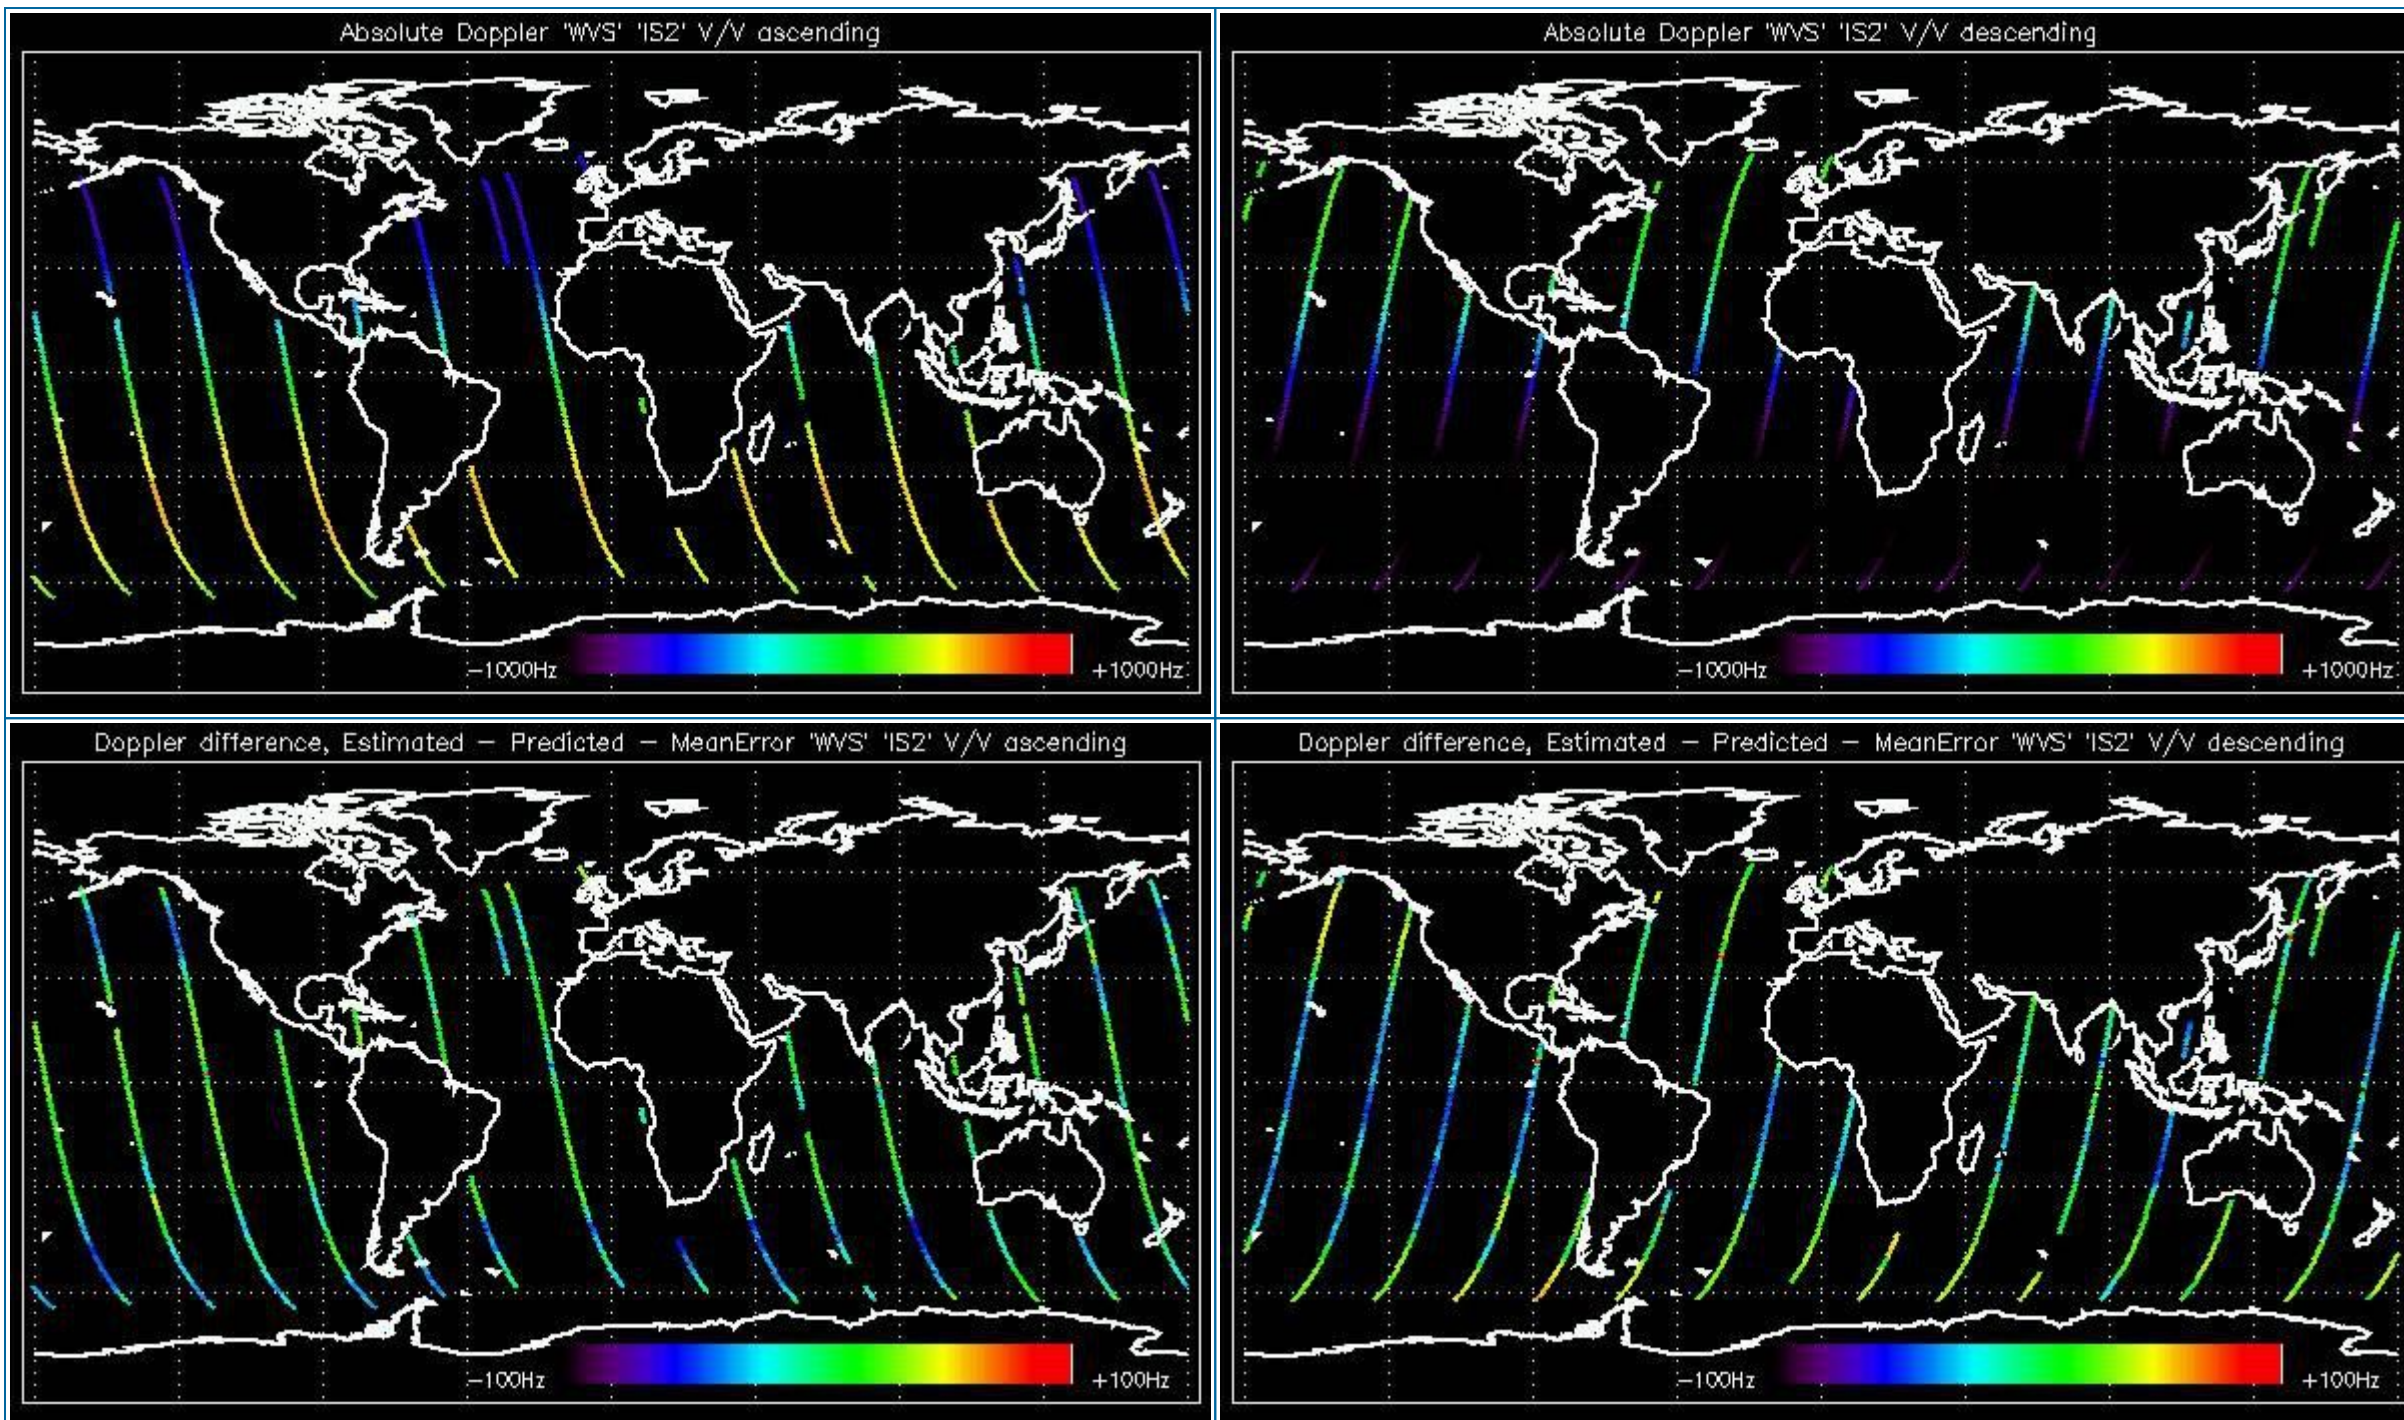 Absolute Doppler 'WVS' 'IS2' V/V ascending
-1000Hz
+1000Hz
Absolute Doppler 'WVS' 'IS2' V/V descending
-1000Hz
+1000Hz
Doppler difference, Estimated - Predicted - MeanError 'WVS' 'IS2' V/V ascending
-100Hz
+100Hz
Doppler difference, Estimated - Predicted - MeanError 'WVS' 'IS2' V/V descending
-100Hz
+100Hz